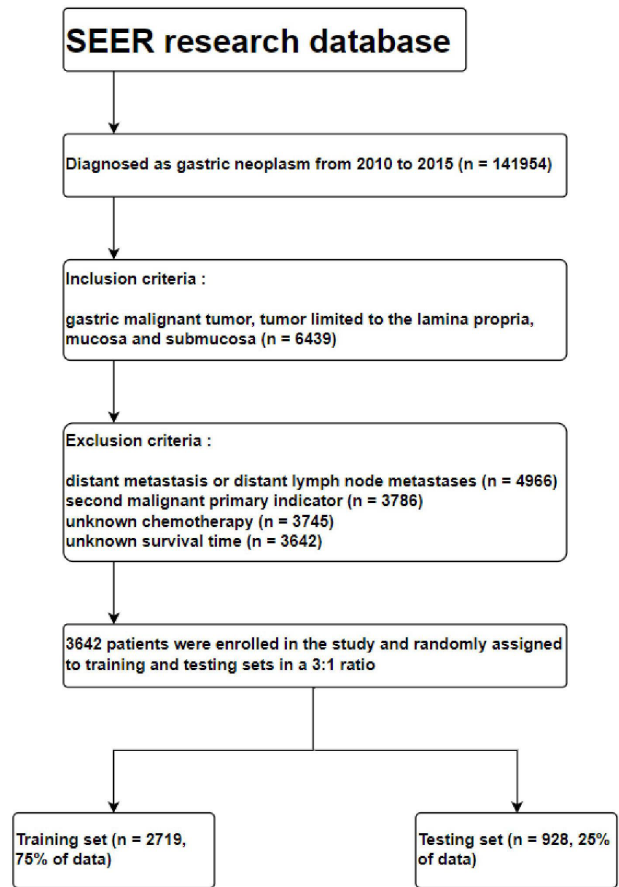 SEER research database
Diagnosed as gastric neoplasm from 2010 to 2015 (n = 141954)
Inclusion criteria :
gastric malignant tumor, tumor limited to the lamina propria,
mucosa and submucosa (n = 6439)
Exclusion criteria :
distant metastasis or distant lymph node metastases (n = 4966)
second malignant primary indicator (n = 3786)
unknown chemotherapy (n = 3745)
unknown survival time (n = 3642)
3642 patients were enrolled in the study and randomly assigned
to training and testing sets in a 3:1 ratio
Training set (n = 2719,
75% of data)
Testing set (n = 928, 25%
of data)